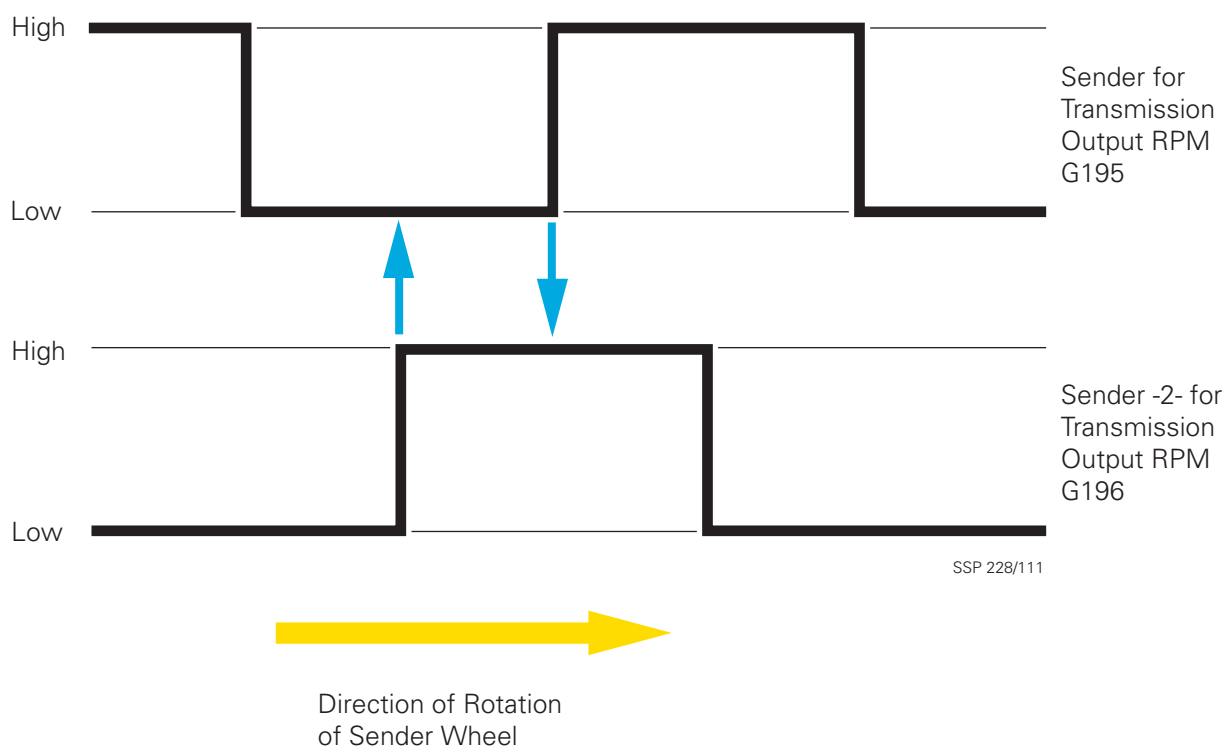 High
Low
Sender for
Transmission
Output RPM
G195
High
Low
Sender -2- for
Transmission
Output RPM
G196
SSP 228/111
Direction of Rotation
of Sender Wheel